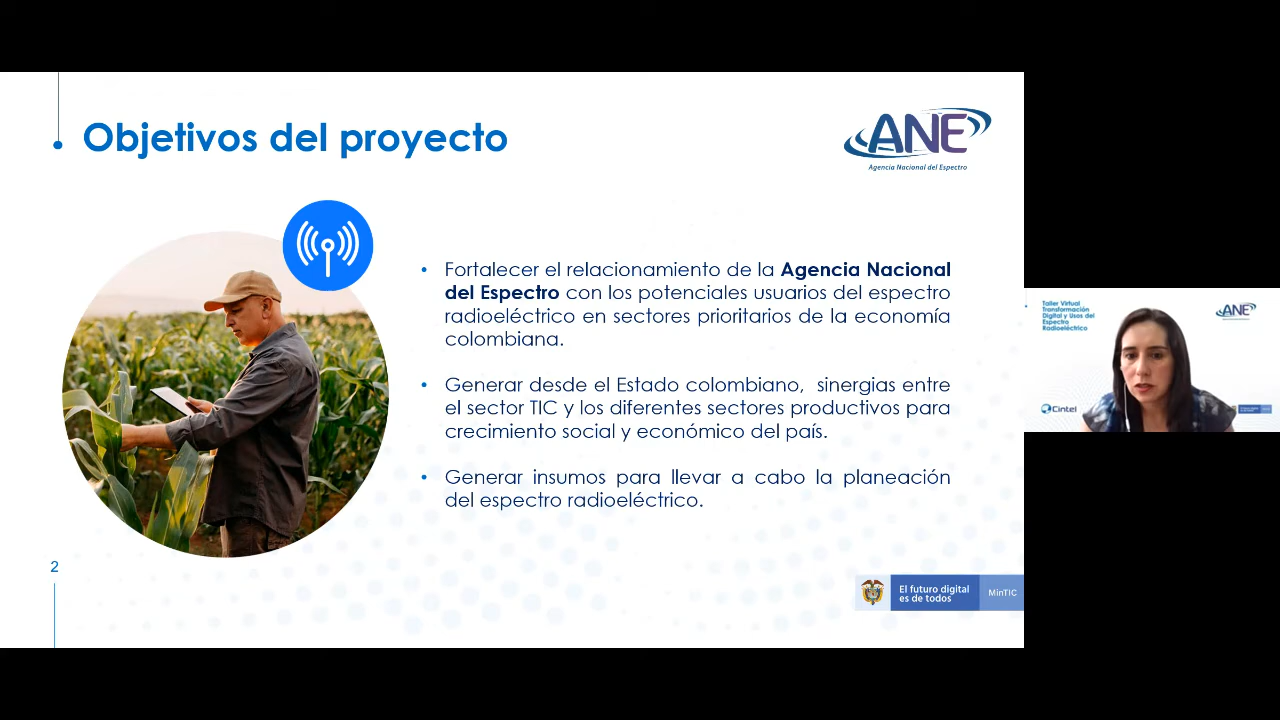 Objetivos del proyecto
ANE
Agencia Nacional del Espectro
• Fortalecer el relacionamiento de la Agencia Nacional
del Espectro con los potenciales usuarios del espectro
radioeléctrico en sectores prioritarios de la economía
colombiana.
• Generar desde el Estado colombiano, sinergias entre
el sector TIC y los diferentes sectores productivos para
crecimiento social y económico del país.
• Generar insumos para llevar a cabo la planeación
del espectro radioeléctrico.
2
El futuro digital
es de todos
MinTIC
Taller Virtual
Transformación
Digital y Usos del
Espectro
Radioeléctrico
ANE
Cintel